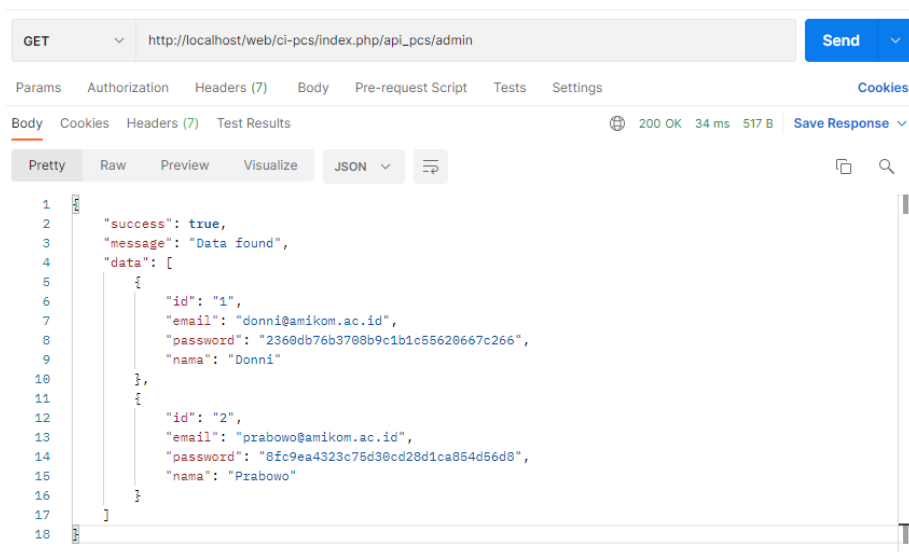 GET http://localhost/web/ci-pcs/index.php/api_pcs/admin Send
Params Authorization Headers (7) Body Pre-request Script Tests Settings Cookies
Body Cookies Headers (7) Test Results 200 OK 34 ms 517 B Save Response
Pretty Raw Preview Visualize JSON
1 {
2 "success": true,
3 "message": "Data found",
4 "data": [
5 {
6 "id": "1",
7 "email": "donni@amikom.ac.id",
8 "password": "2360db76b3708b9c1b1c55620667c266",
9 "nama": "Donni"
10 },
11 {
12 "id": "2",
13 "email": "prabowo@amikom.ac.id",
14 "password": "8fc9ea4323c75d30cd28d1ca854d56d8",
15 "nama": "Prabowo"
16 }
17 ]
18 }